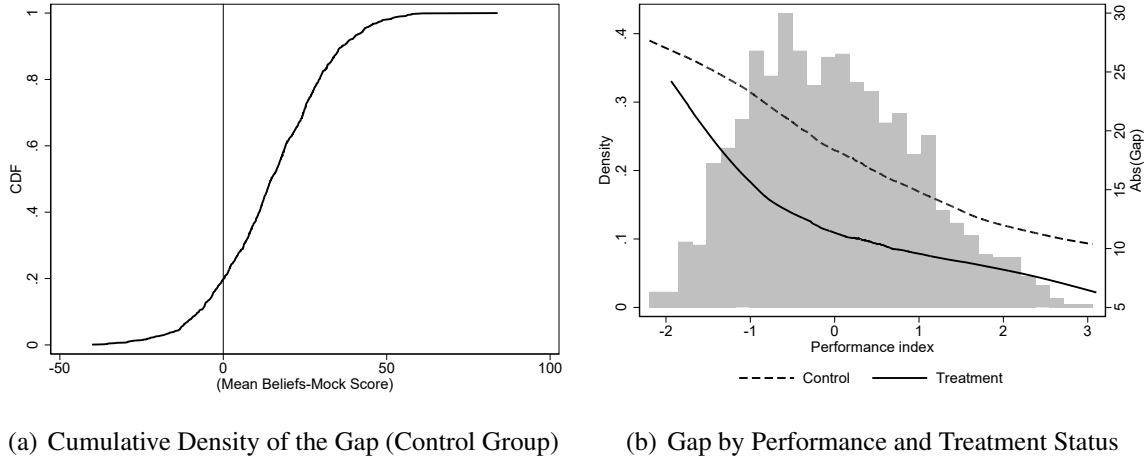 CDF
1
.8
.6
.4
.2
0
-50 0 50 100
(Mean Beliefs-Mock Score)
(a) Cumulative Density of the Gap (Control Group)
Density
.4
.3
.2
.1
0
Abs(Gap)
30
25
20
15
10
5
-2 -1 0 1 2 3
Performance index
Control Treatment
(b) Gap by Performance and Treatment Status